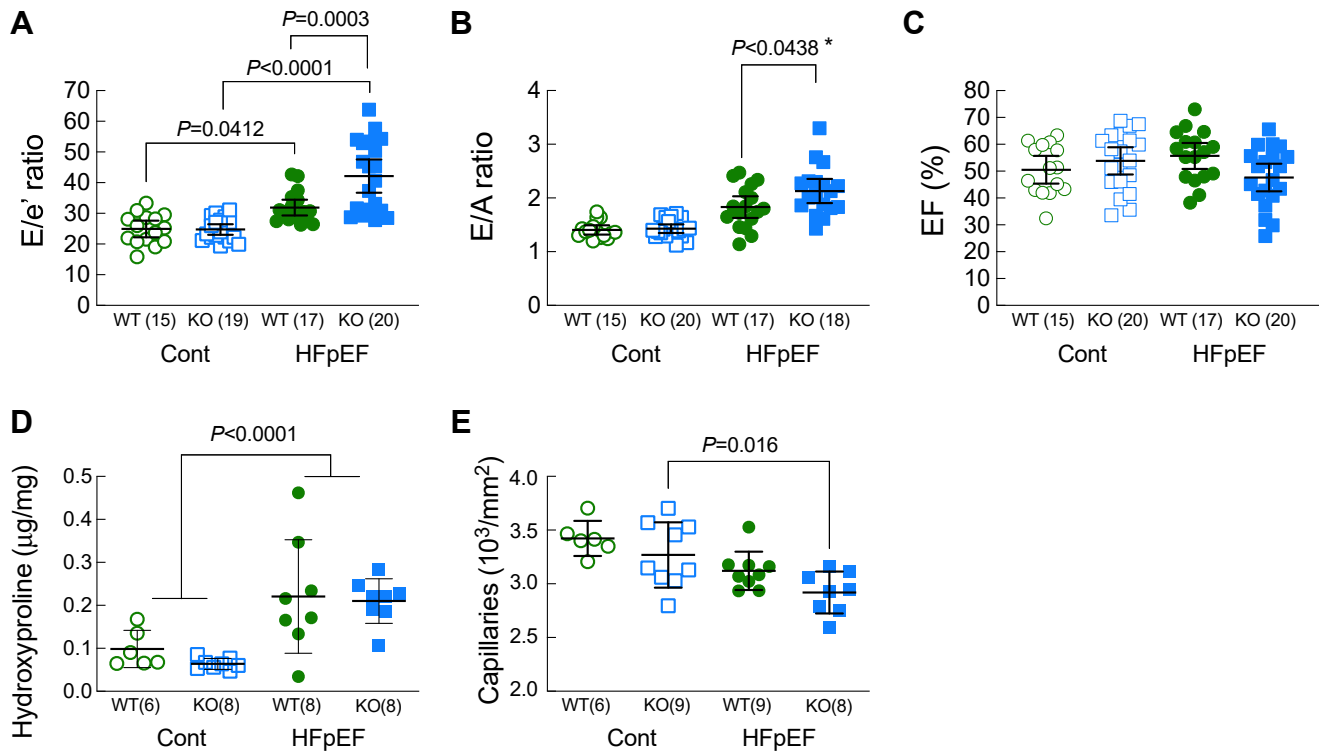 A
P=0.0003
P<0.0001
P=0.0412
E/e’ ratio
70
60
50
40
30
20
10
0
WT (15) KO (19) WT (17) KO (20)
Cont HFpEF
B
P<0.0438 *
E/A ratio
4
3
2
1
0
WT (15) KO (20) WT (17) KO (18)
Cont HFpEF
C
EF (%)
80
70
60
50
40
30
20
10
0
WT (15) KO (20) WT (17) KO (20)
Cont HFpEF
D
P<0.0001
Hydroxyproline (μg/mg)
0.5
0.4
0.3
0.2
0.1
0.0
WT(6) KO(8) WT(8) KO(8)
Cont HFpEF
E
P=0.016
Capillaries (10³/mm²)
4.0
3.5
3.0
2.5
2.0
WT(6) KO(9) WT(9) KO(8)
Cont HFpEF